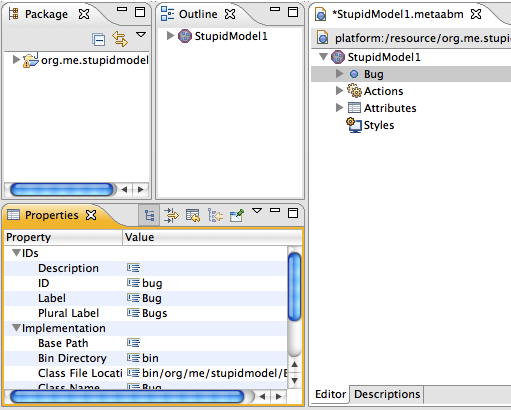 Package
org.me.stupidmodel
Outline
StupidModel1
*StupidModel1.metaabm
platform:/resource/org.me.stupid
StupidModel1
Bug
Actions
Attributes
Styles
Editor Descriptions
Properties
Property Value
IDs
Description
ID bug
Label Bug
Plural Label Bugs
Implementation
Base Path
Bin Directory bin
Class File Locati bin/org/me/stupidmodel/
Class Name Bug